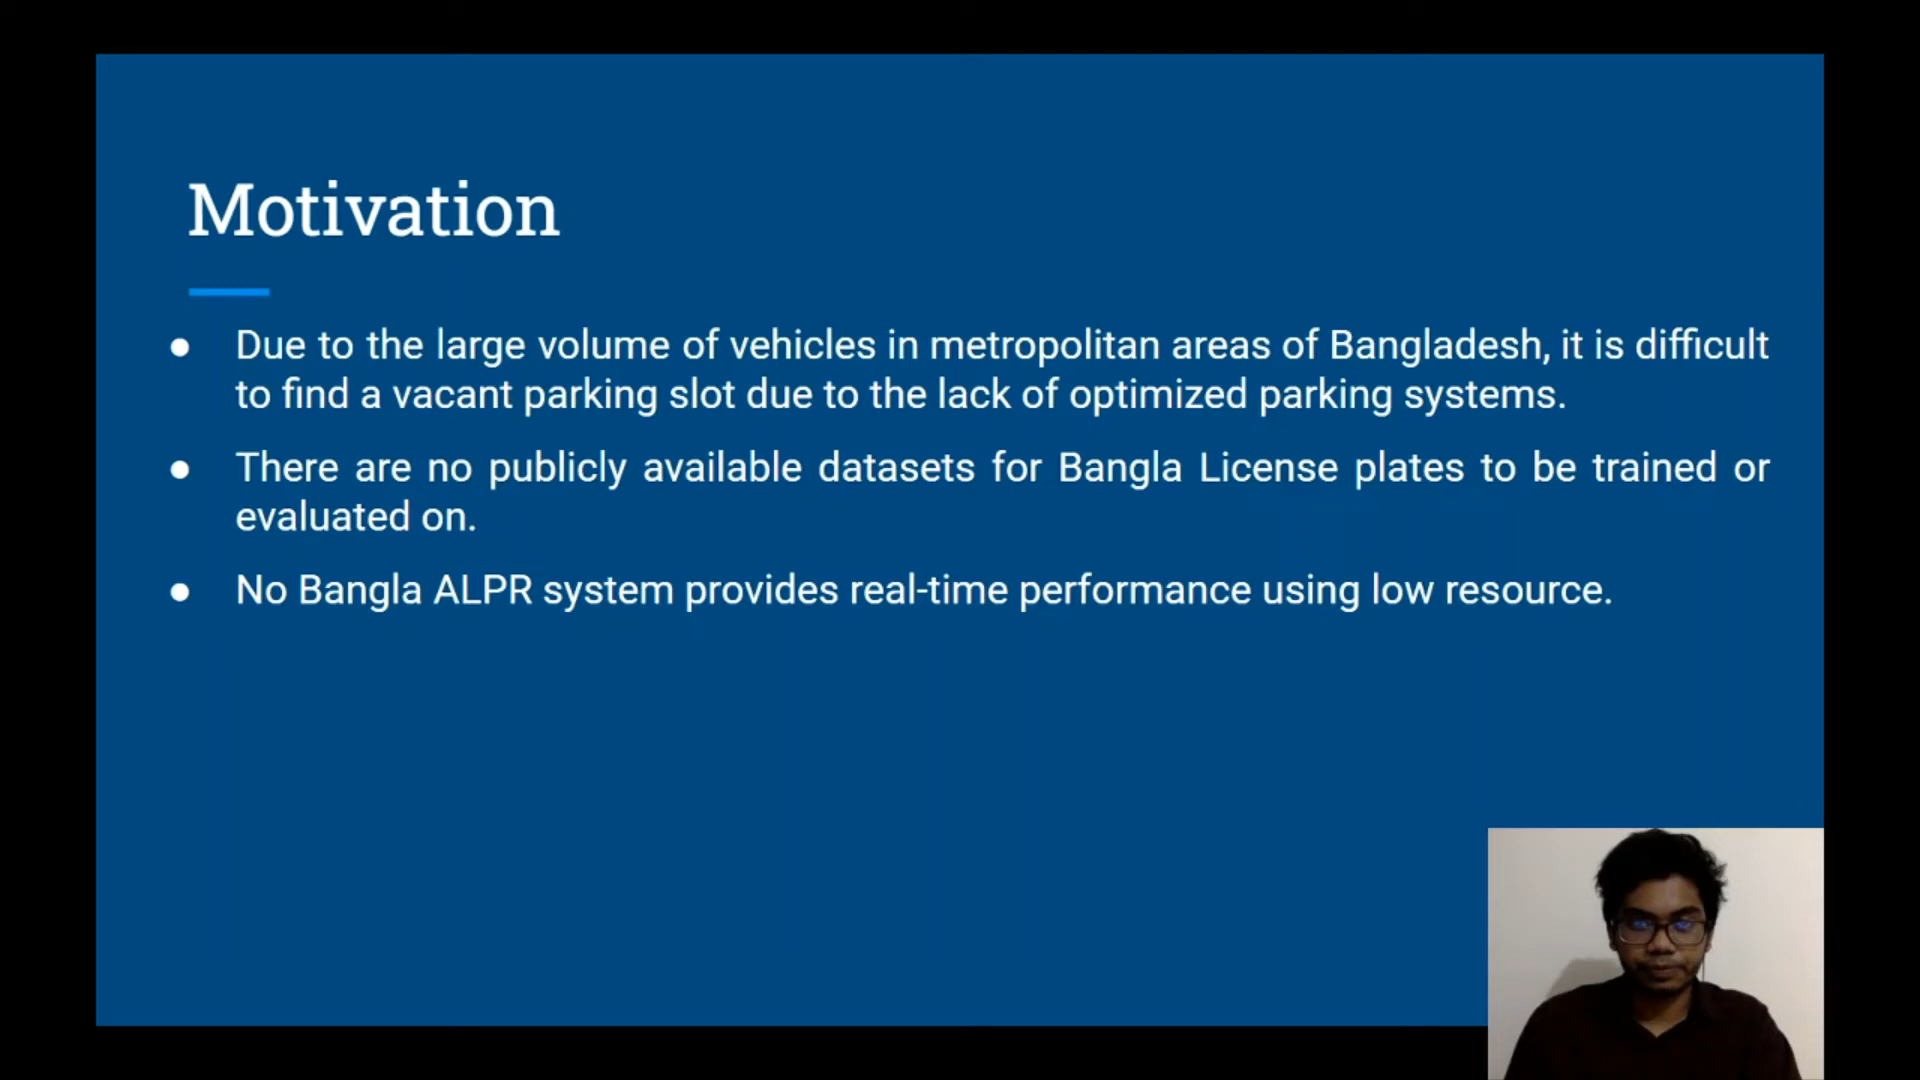 Motivation
● Due to the large volume of vehicles in metropolitan areas of Bangladesh, it is difficult
to find a vacant parking slot due to the lack of optimized parking systems.
● There are no publicly available datasets for Bangla License plates to be trained or
evaluated on.
● No Bangla ALPR system provides real-time performance using low resource.